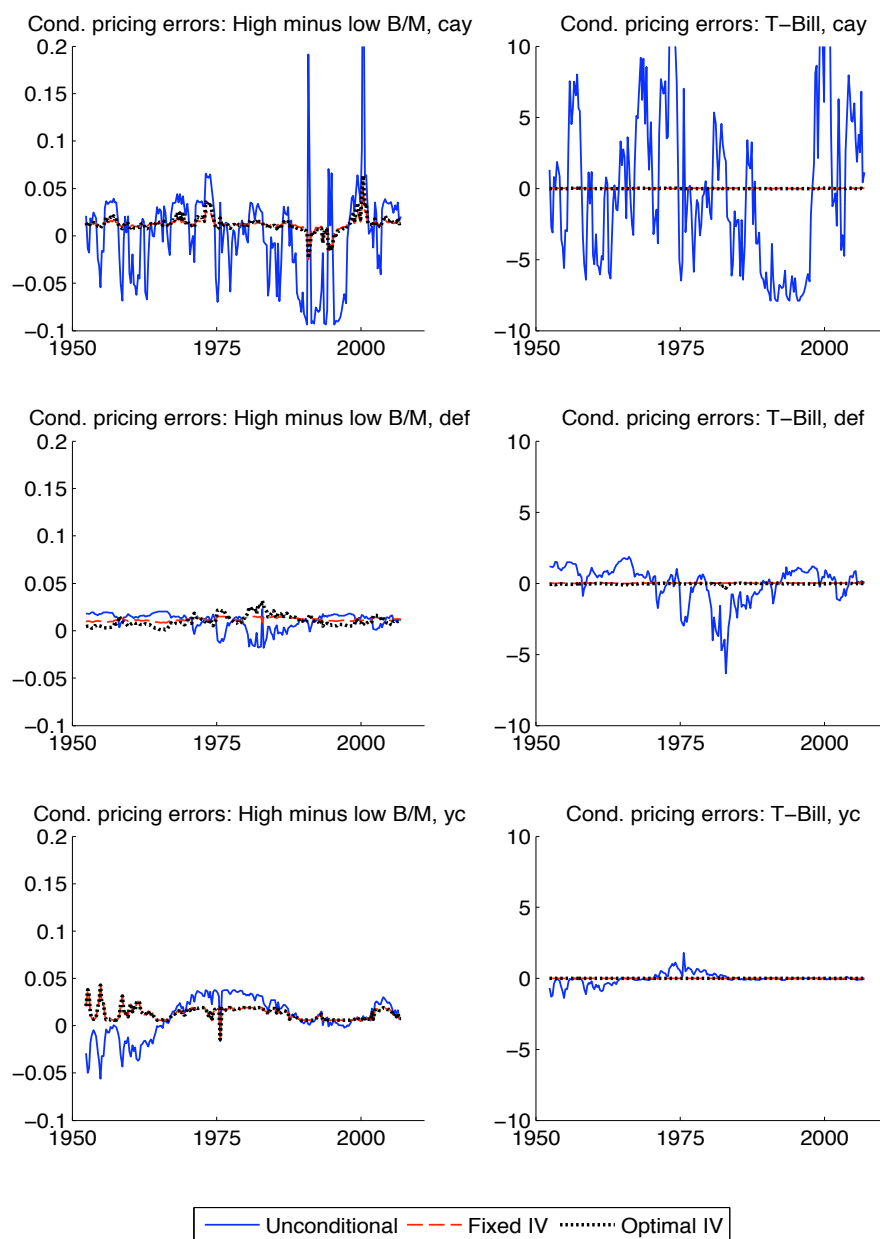 Cond. pricing errors: High minus low B/M, cay
0.2
0.15
0.1
0.05
0
−0.05
−0.1
1950 1975 2000
Cond. pricing errors: T−Bill, cay
10
5
0
−5
−10
1950 1975 2000
Cond. pricing errors: High minus low B/M, def
0.2
0.15
0.1
0.05
0
−0.05
−0.1
1950 1975 2000
Cond. pricing errors: T−Bill, def
10
5
0
−5
−10
1950 1975 2000
Cond. pricing errors: High minus low B/M, yc
0.2
0.15
0.1
0.05
0
−0.05
−0.1
1950 1975 2000
Cond. pricing errors: T−Bill, yc
10
5
0
−5
−10
1950 1975 2000
Unconditional Fixed IV Optimal IV